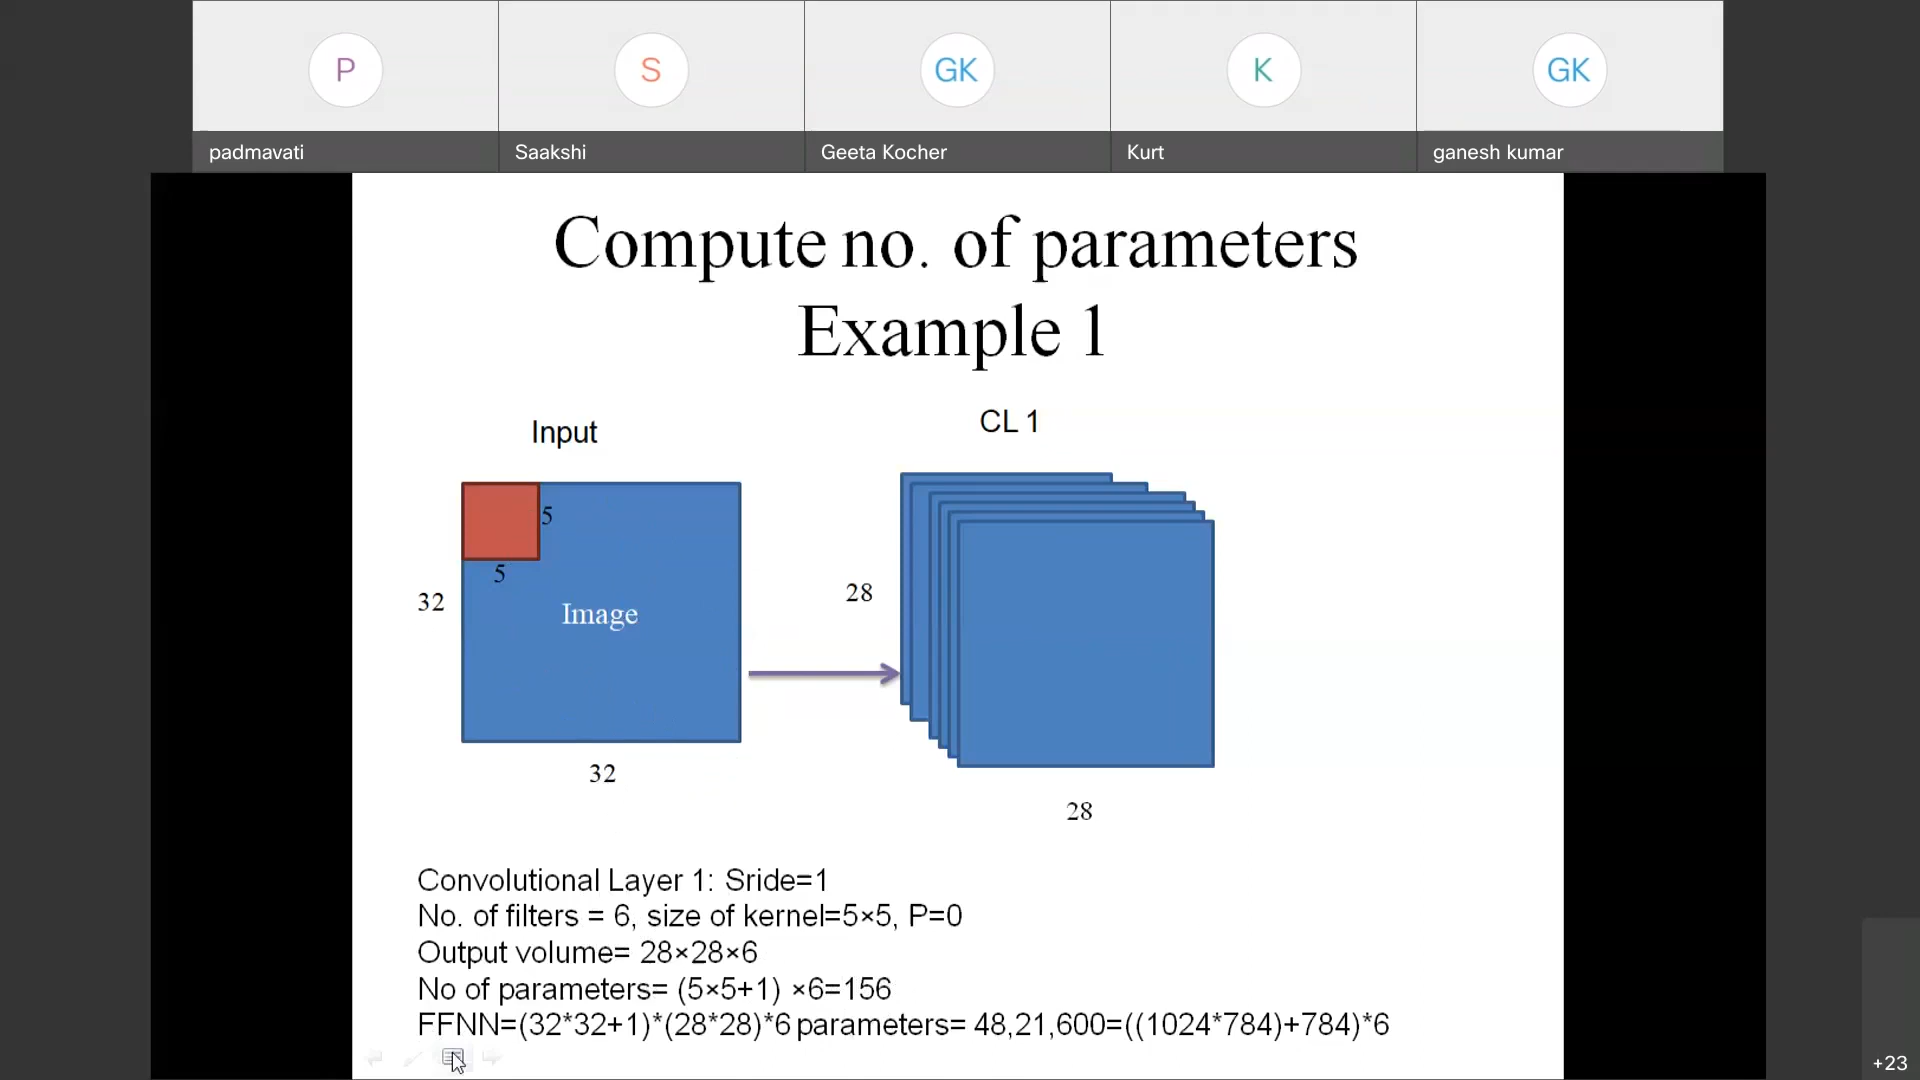 P
S
GK
K
GK
padmavati
Saakshi
Geeta Kocher
Kurt
ganesh kumar
Compute no. of parameters
Example 1
Input
CL 1
5
5
32
Image
28
32
28
Convolutional Layer 1: Sride=1
No. of filters = 6, size of kernel=5×5, P=0
Output volume= 28×28×6
No of parameters= (5×5+1) ×6=156
FFNN=(32*32+1)*(28*28)*6 parameters= 48,21,600=((1024*784)+784)*6
+23